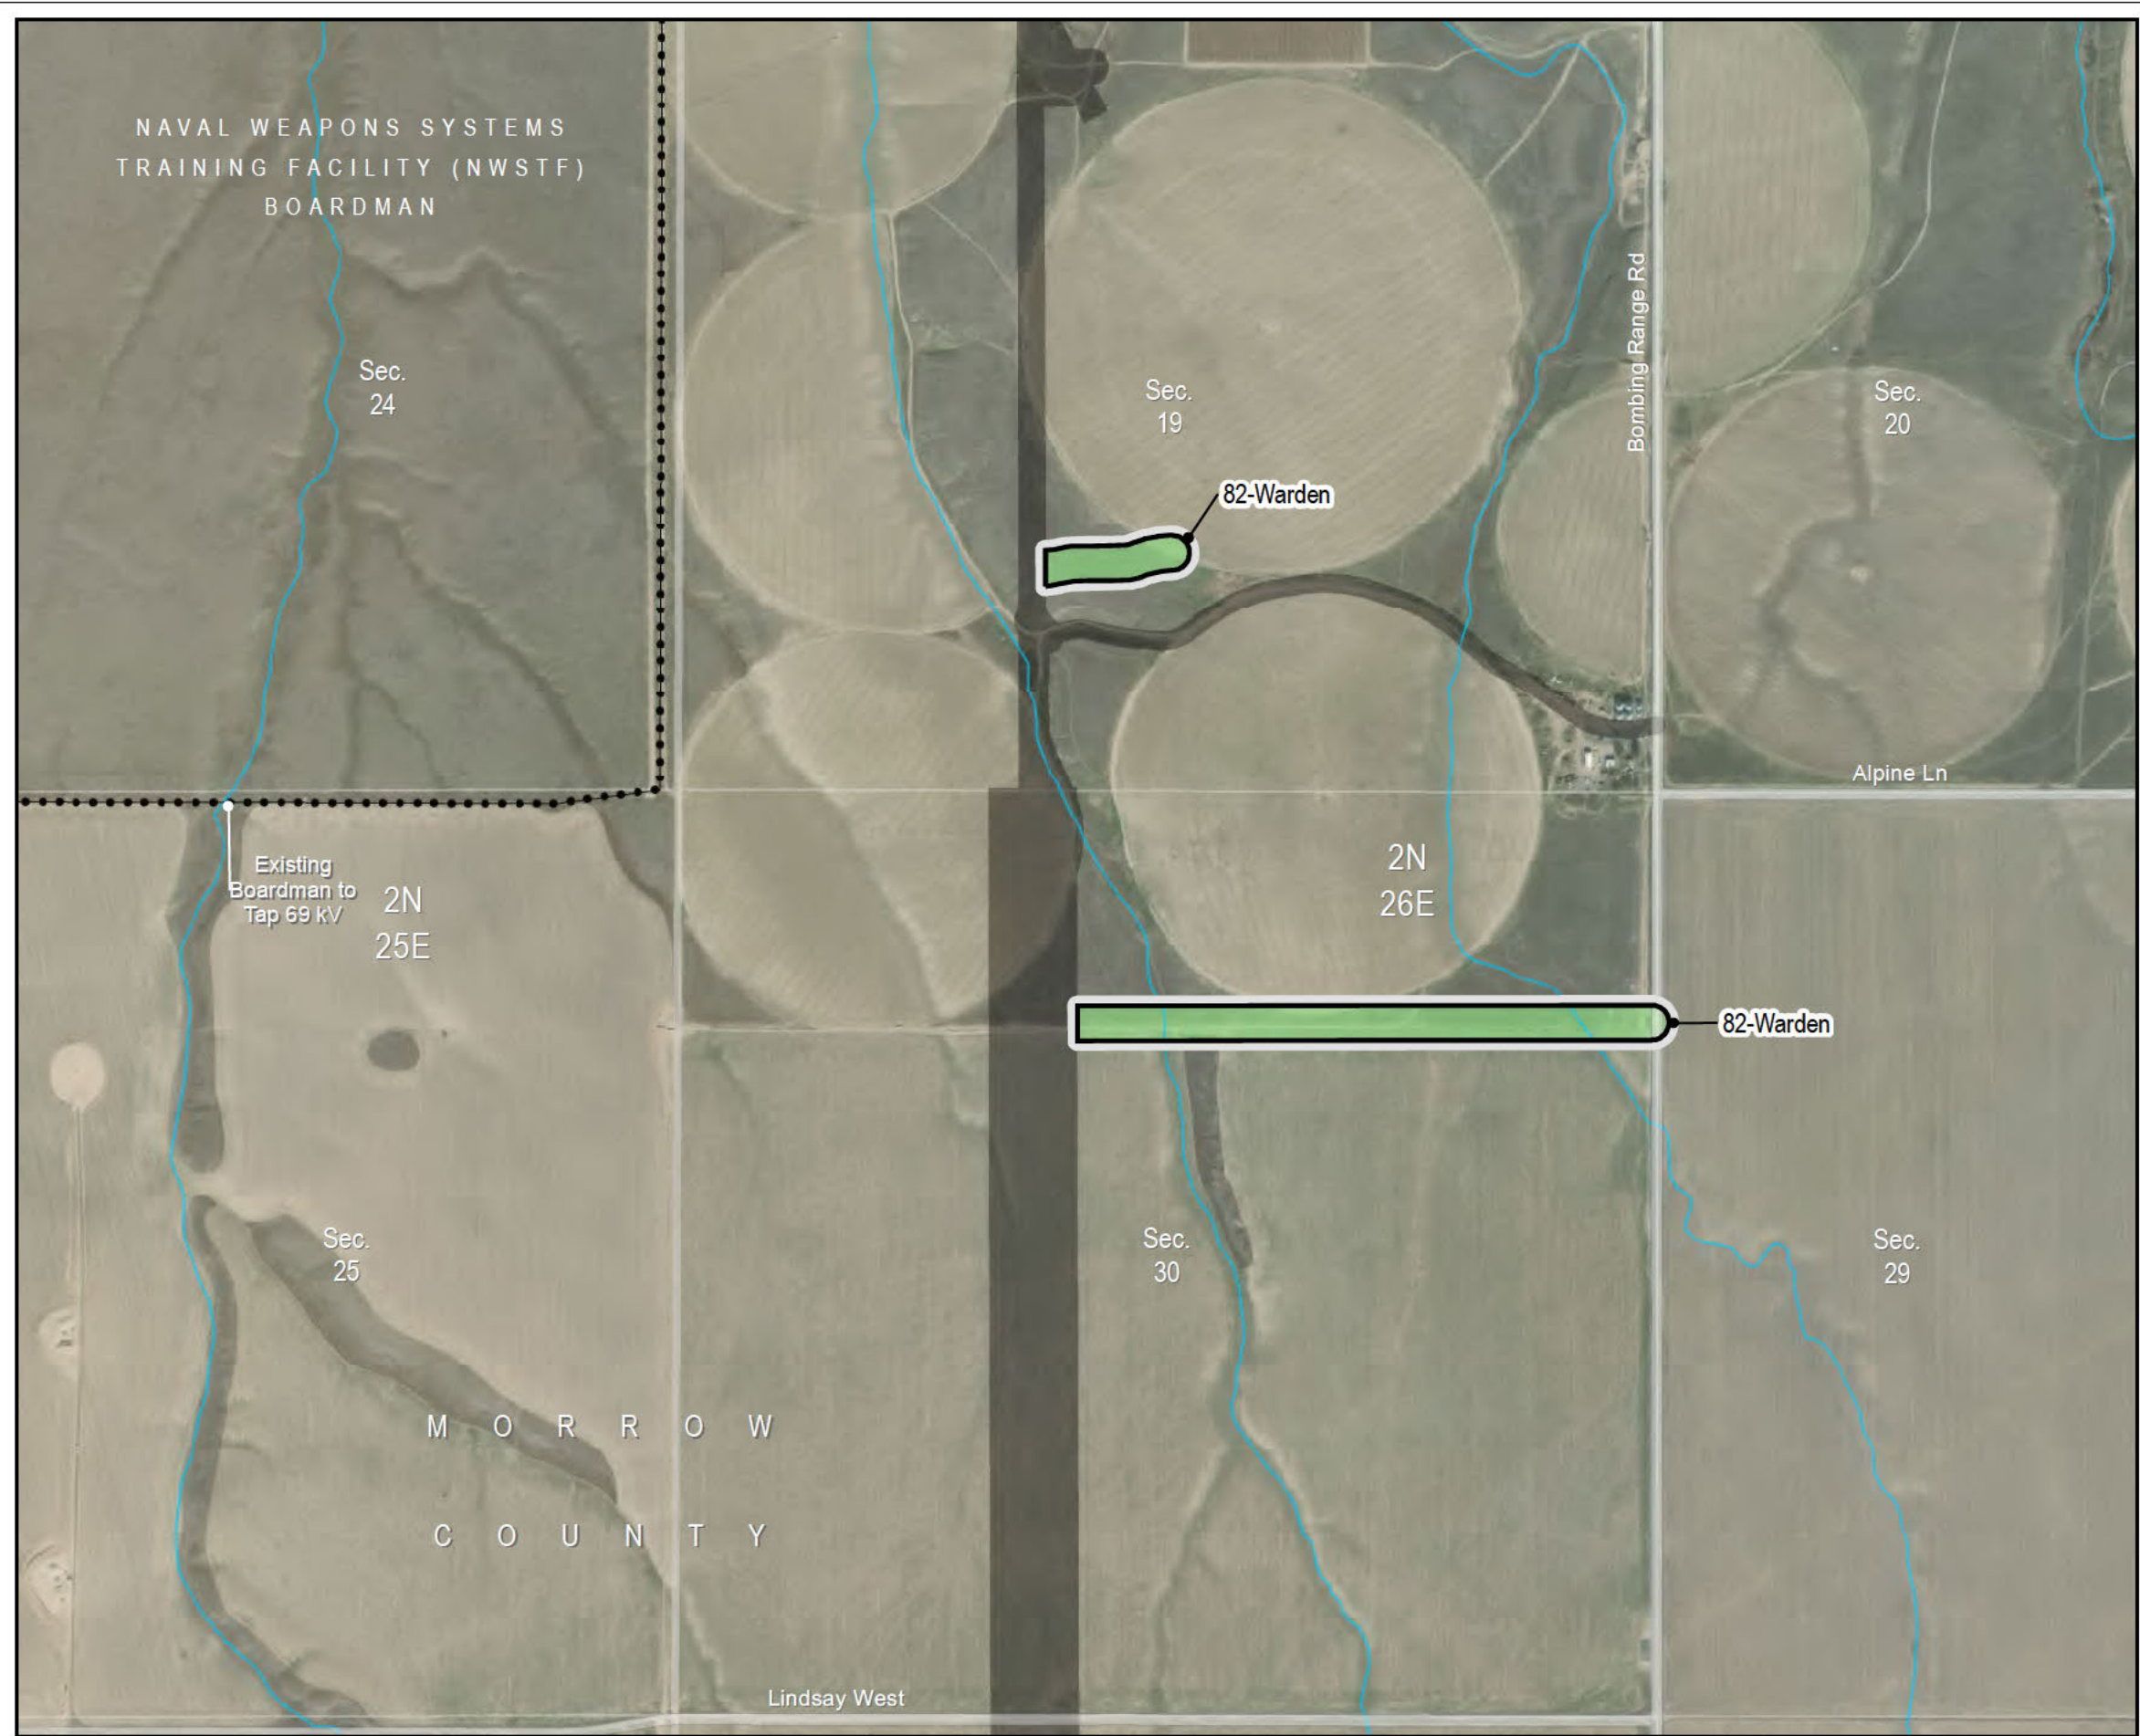 NAVAL WEAPONS SYSTEMS
TRAINING FACILITY (NWSTF)
BOARDMAN
Sec.
24
Sec.
19
Sec.
20
Bombing Range Rd
82-Warden
Alpine Ln
Existing
Boardman to
Tap 69 kV
2N
25E
2N
26E
82-Warden
Sec.
25
Sec.
30
Sec.
29
MORROW
COUNTY
Lindsay West